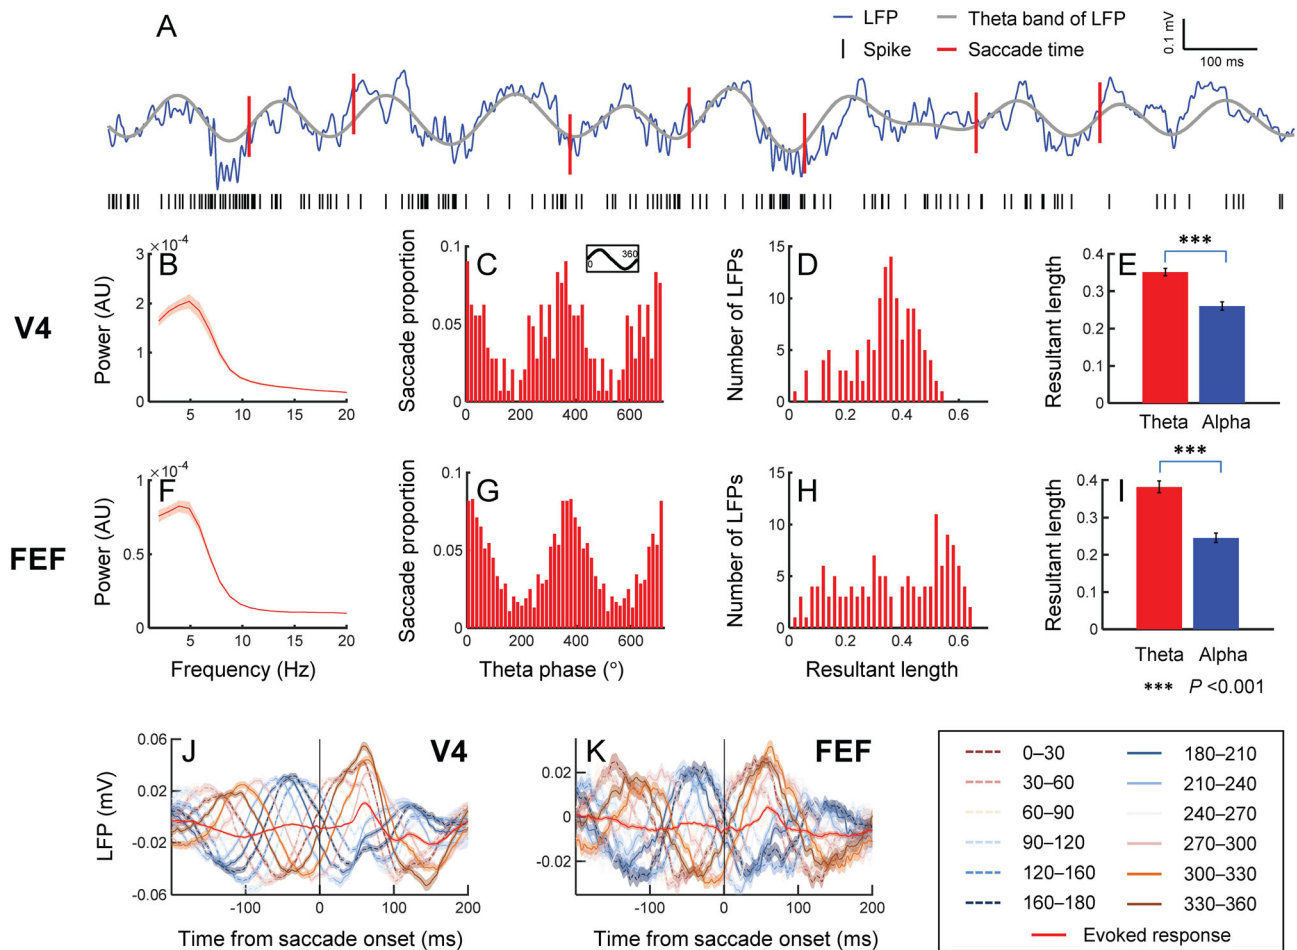 A
LFP
Theta band of LFP
Spike
Saccade time
0.1 mV
100 ms
V4
B
×10⁻⁴
3
2
1
0
Power (AU)
5 10 15 20
C
Saccade proportion
0.1
0.05
0
0 200 400 600
0 360
D
Number of LFPs
15
10
5
0
0 0.2 0.4 0.6
E
***
Resultant length
0.4
0.3
0.2
0.1
0
Theta Alpha
FEF
F
×10⁻⁴
1
0.5
0
Power (AU)
5 10 15 20
Frequency (Hz)
G
Saccade proportion
0.1
0.05
0
0 200 400 600
Theta phase (°)
H
Number of LFPs
15
10
5
0
0 0.2 0.4 0.6
Resultant length
I
***
Resultant length
0.4
0.3
0.2
0.1
0
Theta Alpha
*** P <0.001
J V4
LFP (mV)
0.06
0.02
-0.02
-0.06
-100 0 100 200
Time from saccade onset (ms)
K FEF
0.02
0
-0.02
-100 0 100 200
Time from saccade onset (ms)
0–30 180–210
30–60 210–240
60–90 240–270
90–120 270–300
120–160 300–330
160–180 330–360
Evoked response